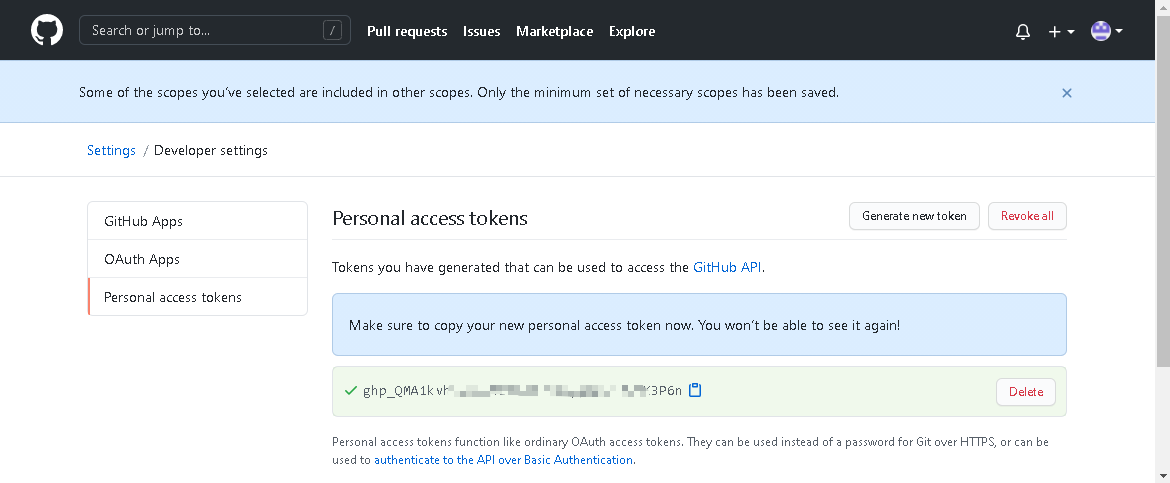 Search or jump to... /
Pull requests Issues Marketplace Explore
Some of the scopes you've selected are included in other scopes. Only the minimum set of necessary scopes has been saved.
Settings / Developer settings
GitHub Apps
OAuth Apps
Personal access tokens
Personal access tokens
Generate new token
Revoke all
Tokens you have generated that can be used to access the GitHub API.
Make sure to copy your new personal access token now. You won't be able to see it again!
Delete
Personal access tokens function like ordinary OAuth access tokens. They can be used instead of a password for Git over HTTPS, or can be
used to authenticate to the API over Basic Authentication.